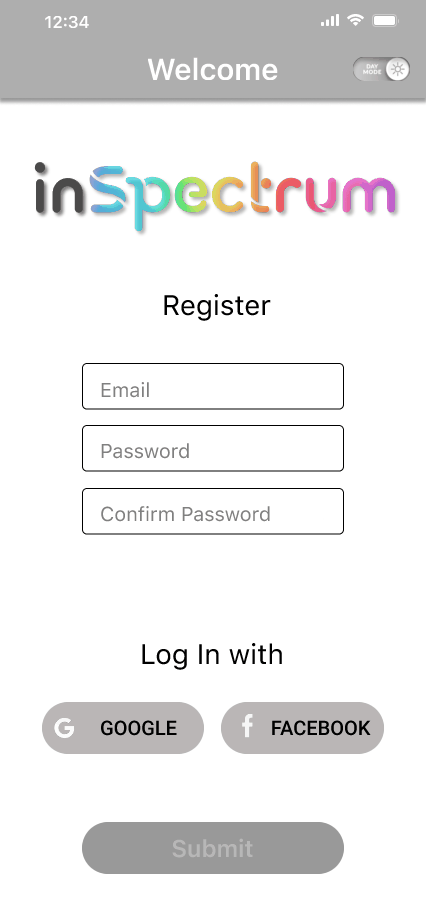 12:34
Welcome
DAY
MODE
inSpectrum
Register
Email
Password
Confirm Password
Log In with
G GOOGLE
f FACEBOOK
Submit